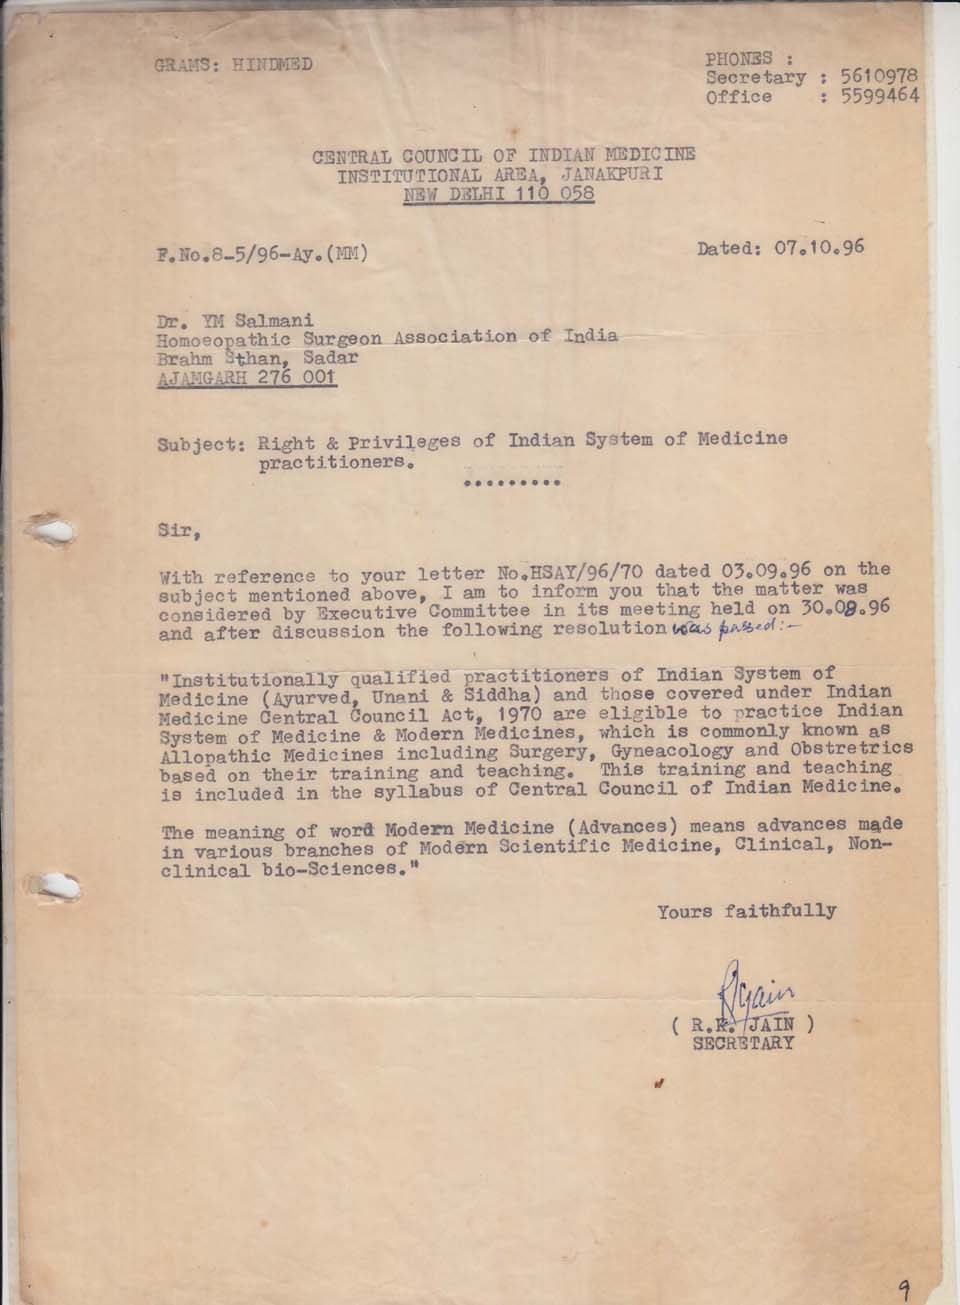 GRAMS: HINDMED
PHONES :
Secretary : 5610978
Office : 5599464
CENTRAL COUNCIL OF INDIAN MEDICINE
INSTITUTIONAL AREA, JANAKPURI
NEW DELHI 110 058
F.No.8-5/96-Ay.(MM)
Dated: 07.10.96
Dr. YM Salmani
Homoeopathic Surgeon Association of India
Brahm Sthan, Sadar
AJAMGARH 276 001
Subject: Right & Privileges of Indian System of Medicine
practitioners.
.........
Sir,
With reference to your letter No.HSAY/96/70 dated 03.09.96 on the
subject mentioned above, I am to inform you that the matter was
considered by Executive Committee in its meeting held on 30.08.96
and after discussion the following resolution was passed:-
"Institutionally qualified practitioners of Indian System of
Medicine (Ayurved, Unani & Siddha) and those covered under Indian
Medicine Central Council Act, 1970 are eligible to practice Indian
System of Medicine & Modern Medicines, which is commonly known as
Allopathic Medicines including Surgery, Gyneacology and Obstretrics
based on their training and teaching. This training and teaching
is included in the syllabus of Central Council of Indian Medicine.
The meaning of word Modern Medicine (Advances) means advances made
in various branches of Modern Scientific Medicine, Clinical, Non-
clinical bio-Sciences."
Yours faithfully
RKJain
( R.K. JAIN )
SECRETARY
9